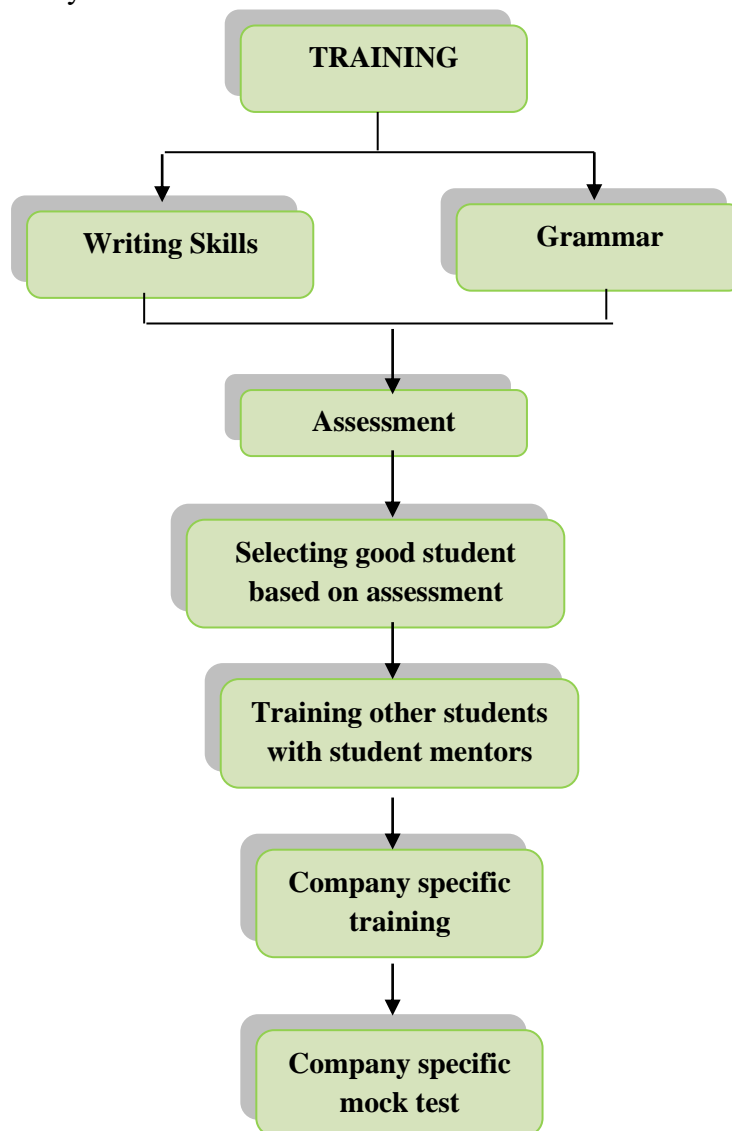 TRAINING
Writing Skills
Grammar
Assessment
Selecting good student
based on assessment
Training other students
with student mentors
Company specific
training
Company specific
mock test